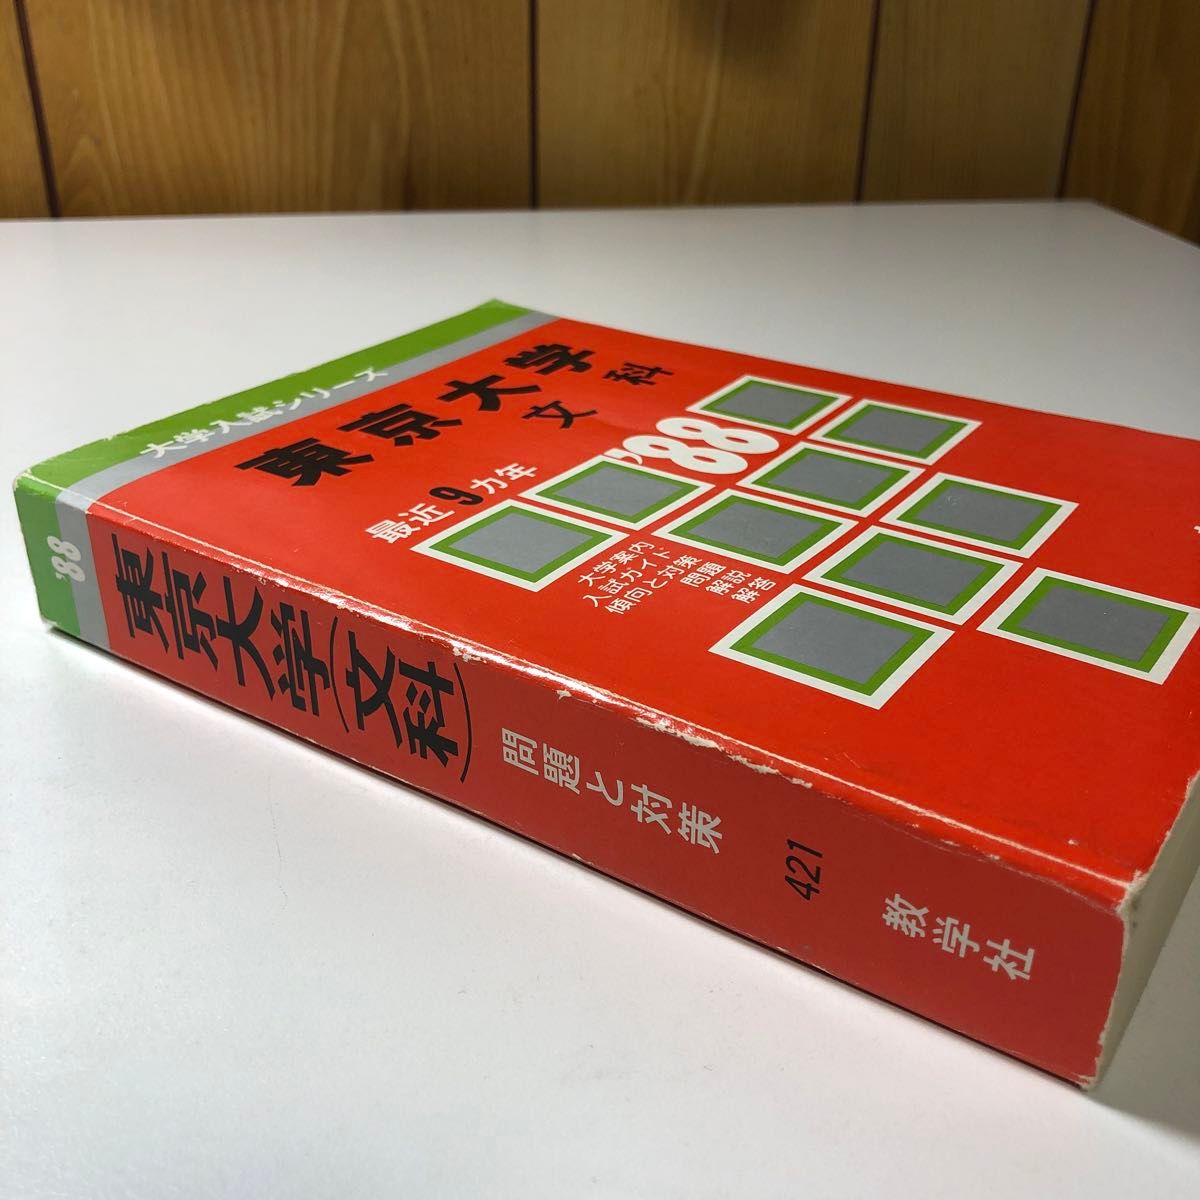 大学入試シリーズ
東京大学
文科
'88
最近9カ年
大学案内
入試ガイド
傾向と対策
問題
解説
解答
'88
東京大学(文科)
問題と対策
421
教学社